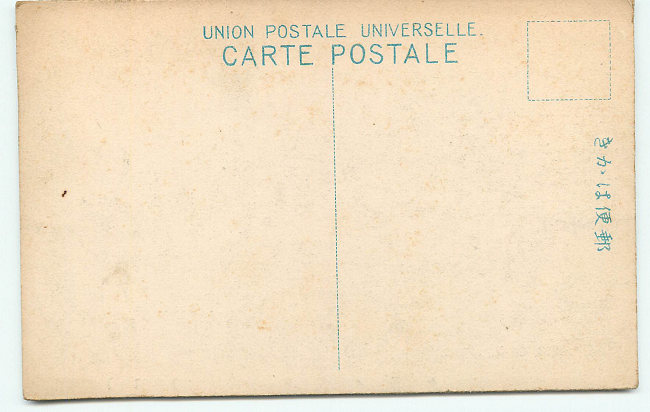 UNION POSTALE UNIVERSELLE.
CARTE POSTALE
郵便はかき